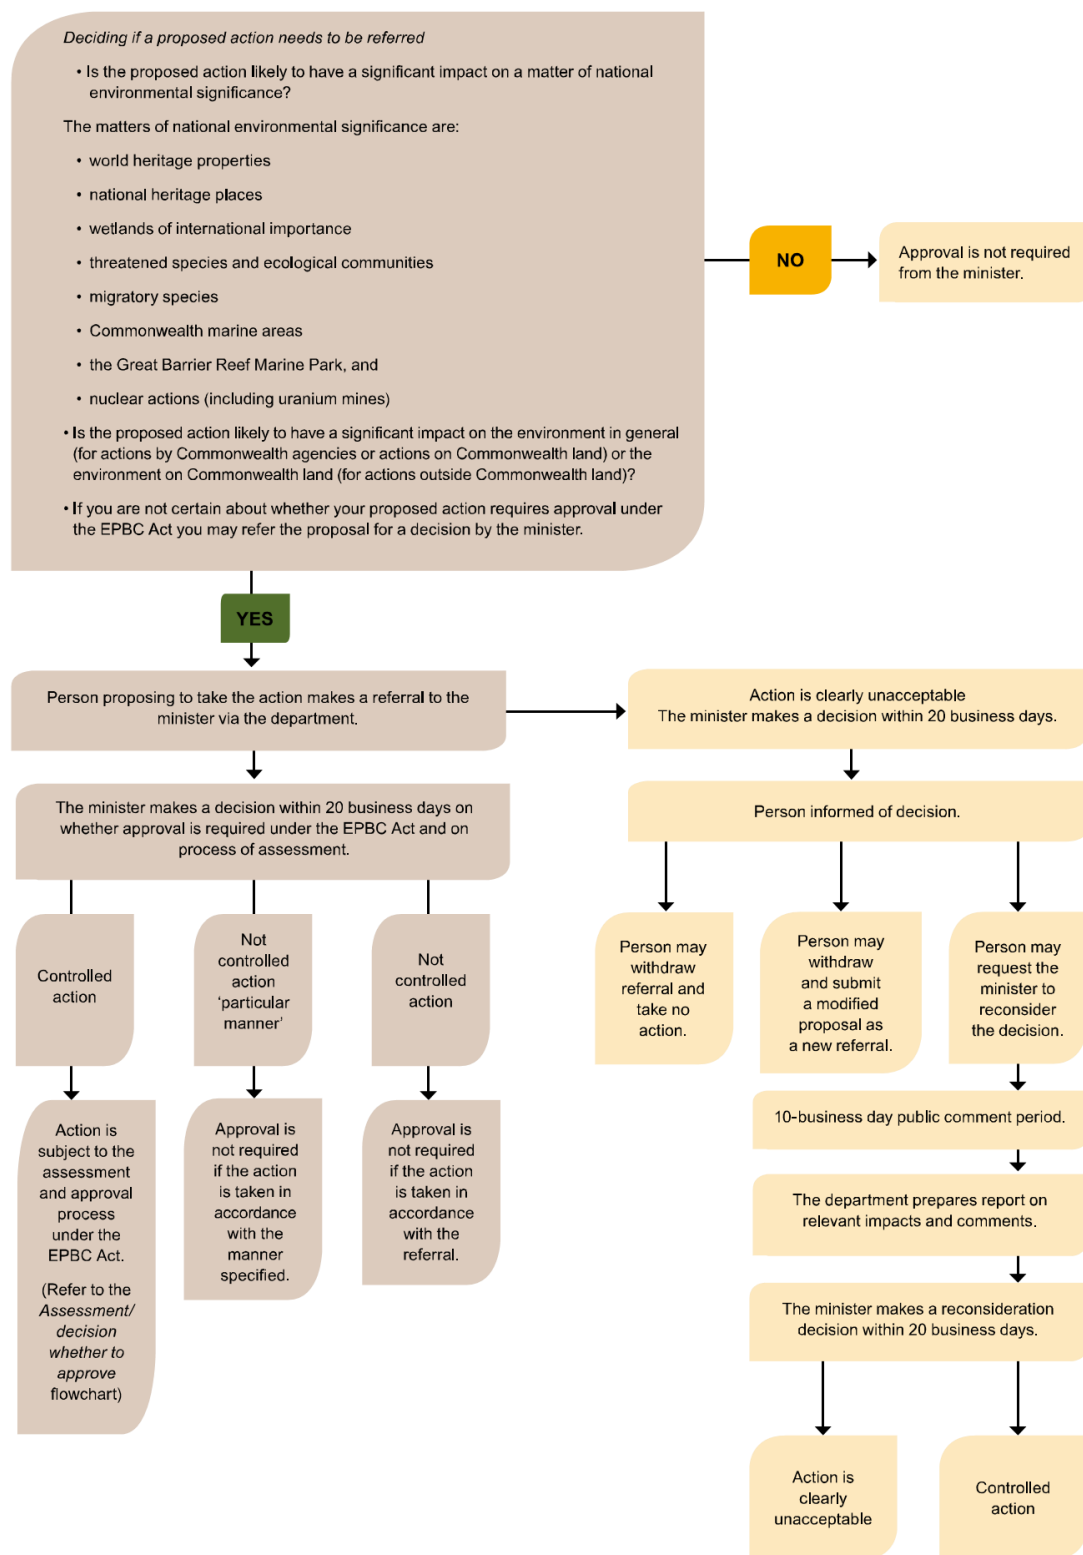 Deciding if a proposed action needs to be referred
• Is the proposed action likely to have a significant impact on a matter of national
environmental significance?
The matters of national environmental significance are:
• world heritage properties
• national heritage places
• wetlands of international importance
• threatened species and ecological communities
• migratory species
• Commonwealth marine areas
• the Great Barrier Reef Marine Park, and
• nuclear actions (including uranium mines)
• Is the proposed action likely to have a significant impact on the environment in general
(for actions by Commonwealth agencies or actions on Commonwealth land) or the
environment on Commonwealth land (for actions outside Commonwealth land)?
• If you are not certain about whether your proposed action requires approval under
the EPBC Act you may refer the proposal for a decision by the minister.
NO
Approval is not required
from the minister.
YES
Person proposing to take the action makes a referral to the
minister via the department.
Action is clearly unacceptable
The minister makes a decision within 20 business days.
The minister makes a decision within 20 business days on
whether approval is required under the EPBC Act and on
process of assessment.
Person informed of decision.
Controlled
action
Not
controlled
action
‘particular
manner’
Not
controlled
action
Person may
withdraw
referral and
take no
action.
Person may
withdraw
and submit
a modified
proposal as
a new referral.
Person may
request the
minister to
reconsider
the decision.
Action is
subject to the
assessment
and approval
process
under the
EPBC Act.
(Refer to the
Assessment/
decision
whether to
approve
flowchart)
Approval is
not required
if the action
is taken in
accordance
with the
manner
specified.
Approval is
not required
if the action
is taken in
accordance
with the
referral.
10-business day public comment period.
The department prepares report on
relevant impacts and comments.
The minister makes a reconsideration
decision within 20 business days.
Action is
clearly
unacceptable
Controlled
action